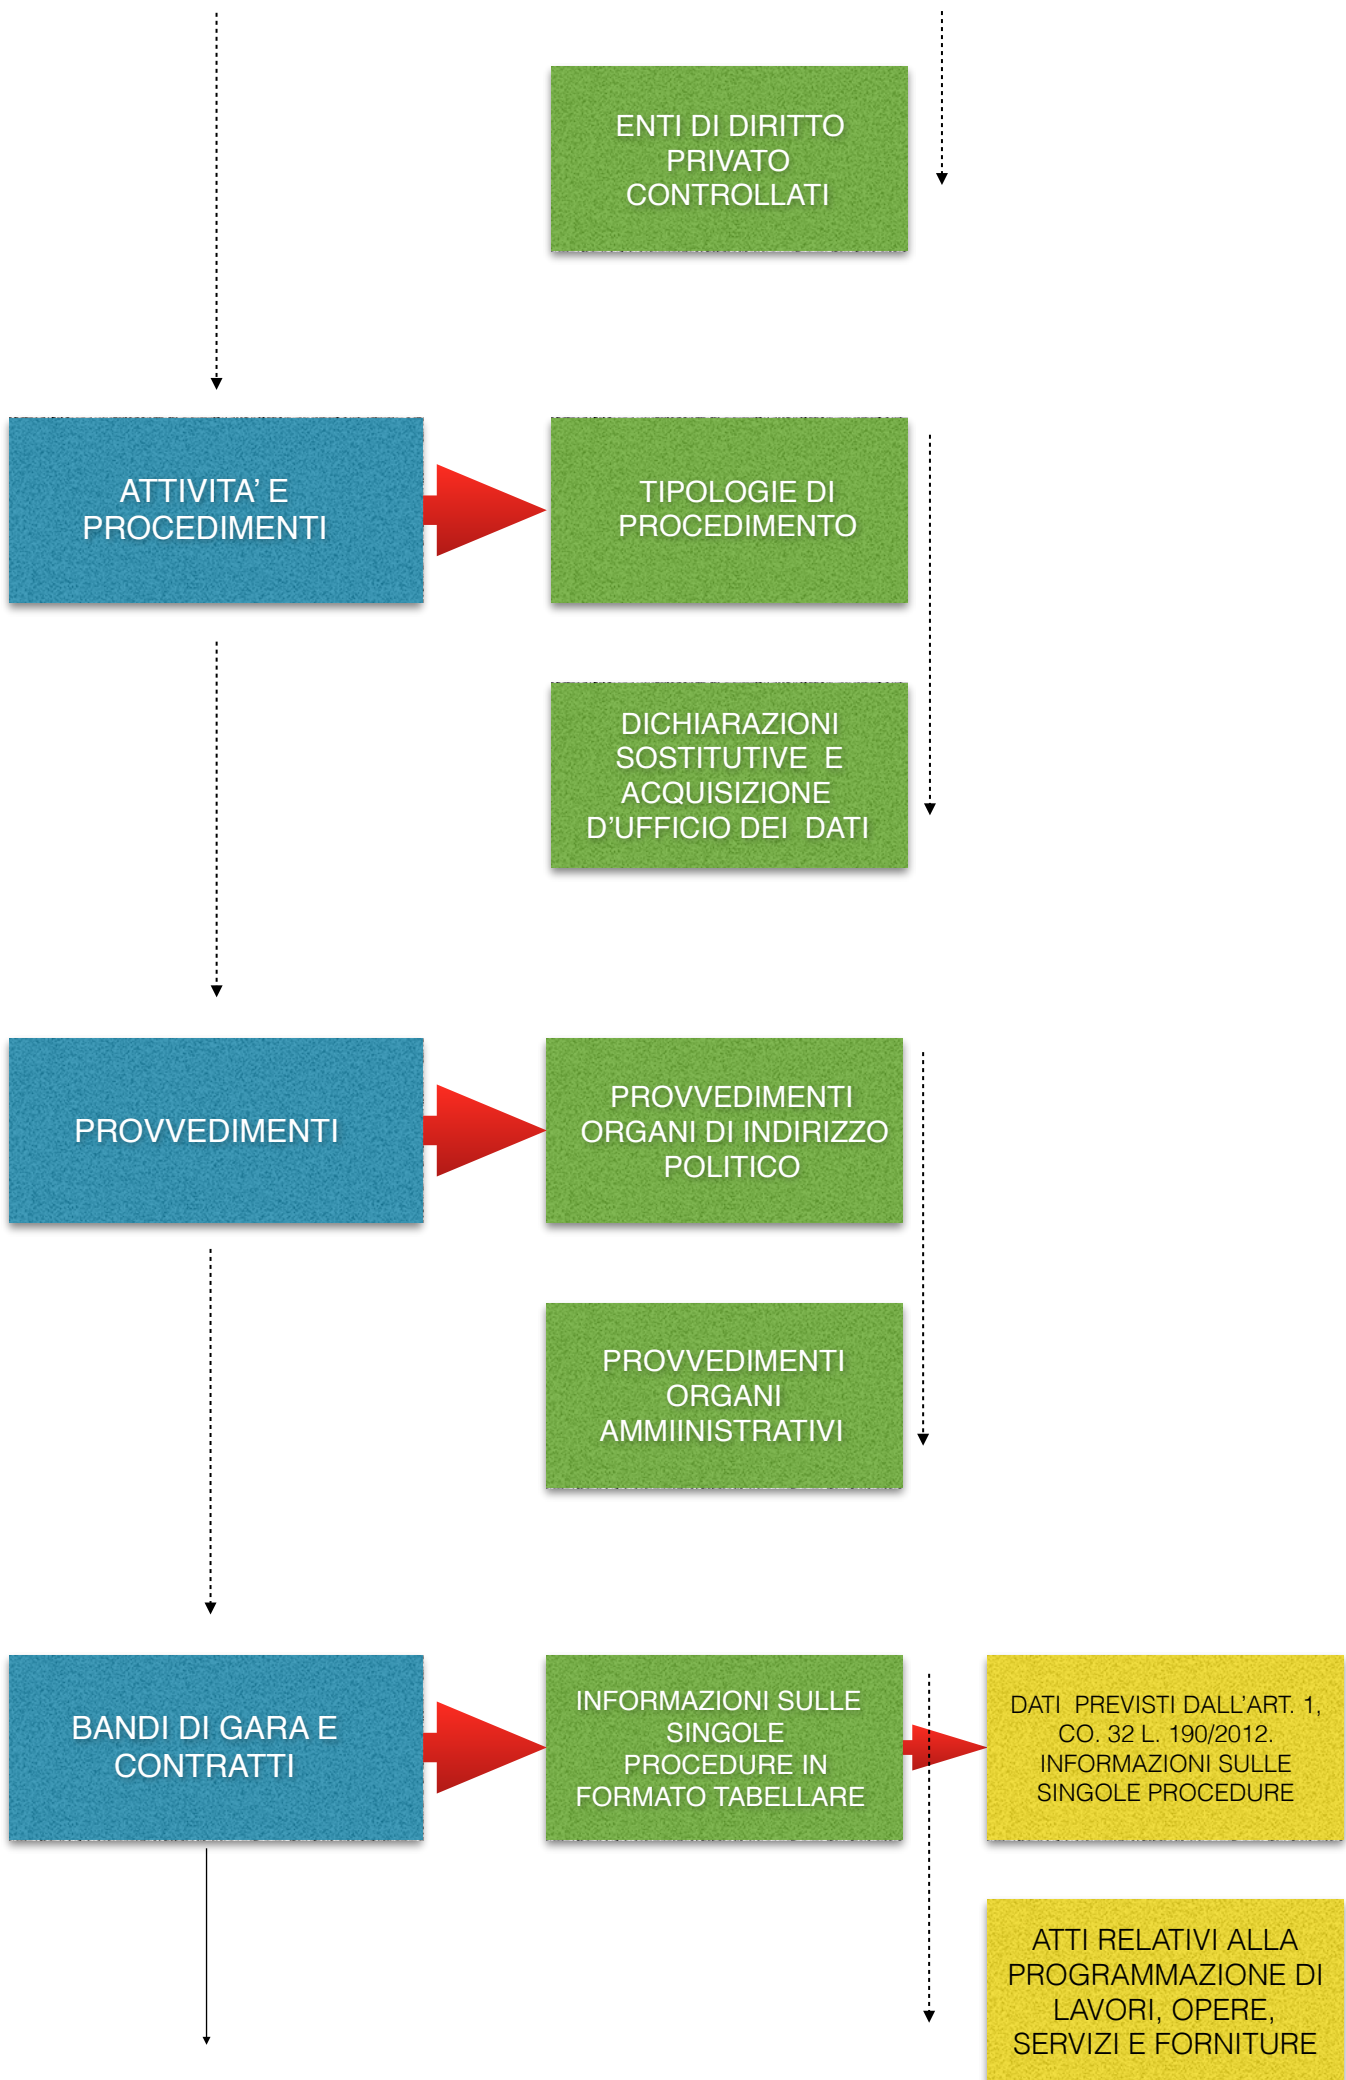 ENTI DI DIRITTO
PRIVATO
CONTROLLATI
ATTIVITA’ E
PROCEDIMENTI
TIPOLOGIE DI
PROCEDIMENTO
DICHIARAZIONI
SOSTITUTIVE E
ACQUISIZIONE
D’UFFICIO DEI DATI
PROVVEDIMENTI
PROVVEDIMENTI
ORGANI DI INDIRIZZO
POLITICO
PROVVEDIMENTI
ORGANI
AMMIINISTRATIVI
BANDI DI GARA E
CONTRATTI
INFORMAZIONI SULLE
SINGOLE
PROCEDURE IN
FORMATO TABELLARE
DATI PREVISTI DALL’ART. 1,
CO. 32 L. 190/2012.
INFORMAZIONI SULLE
SINGOLE PROCEDURE
ATTI RELATIVI ALLA
PROGRAMMAZIONE DI
LAVORI, OPERE,
SERVIZI E FORNITURE